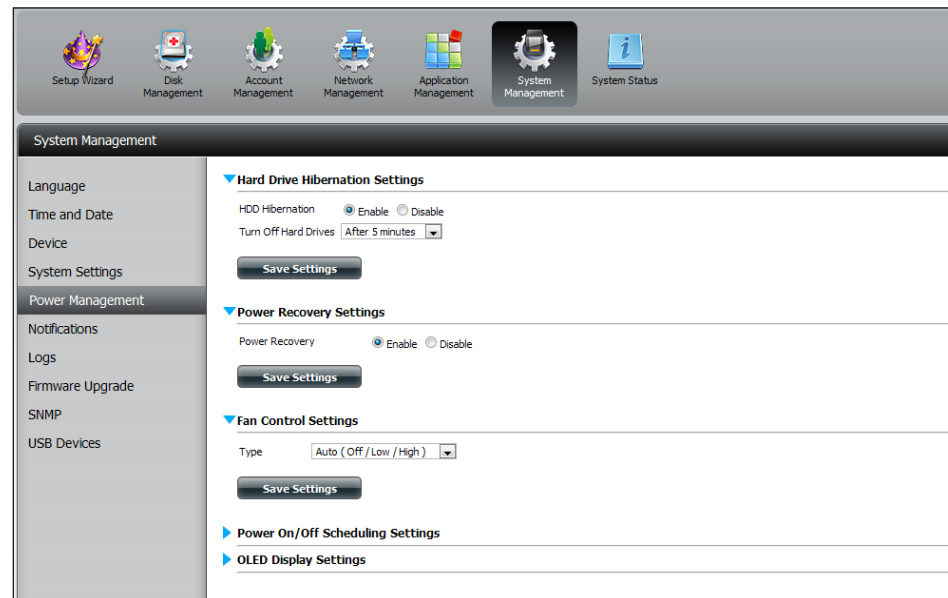 Setup Wizard
Disk Management
Account Management
Network Management
Application Management
System Management
System Status
System Management
Language
Time and Date
Device
System Settings
Power Management
Notifications
Logs
Firmware Upgrade
SNMP
USB Devices
Hard Drive Hibernation Settings
HDD Hibernation Enable Disable
Turn Off Hard Drives After 5 minutes
Save Settings
Power Recovery Settings
Power Recovery Enable Disable
Save Settings
Fan Control Settings
Type Auto ( Off / Low / High )
Save Settings
Power On/Off Scheduling Settings
OLED Display Settings